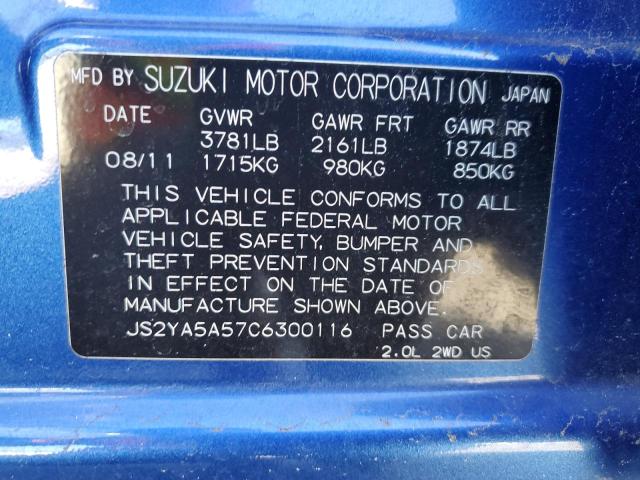 MFD BY SUZUKI MOTOR CORPORATION JAPAN
DATE GVWR GAWR FRT GAWR RR
3781LB 2161LB 1874LB
08/11 1715KG 980KG 850KG
THIS VEHICLE CONFORMS TO ALL
APPLICABLE FEDERAL MOTOR
VEHICLE SAFETY, BUMPER AND
THEFT PREVENTION STANDARDS
IN EFFECT ON THE DATE OF
MANUFACTURE SHOWN ABOVE.
JS2YA5A57C6300116 PASS CAR
2.0L 2WD US